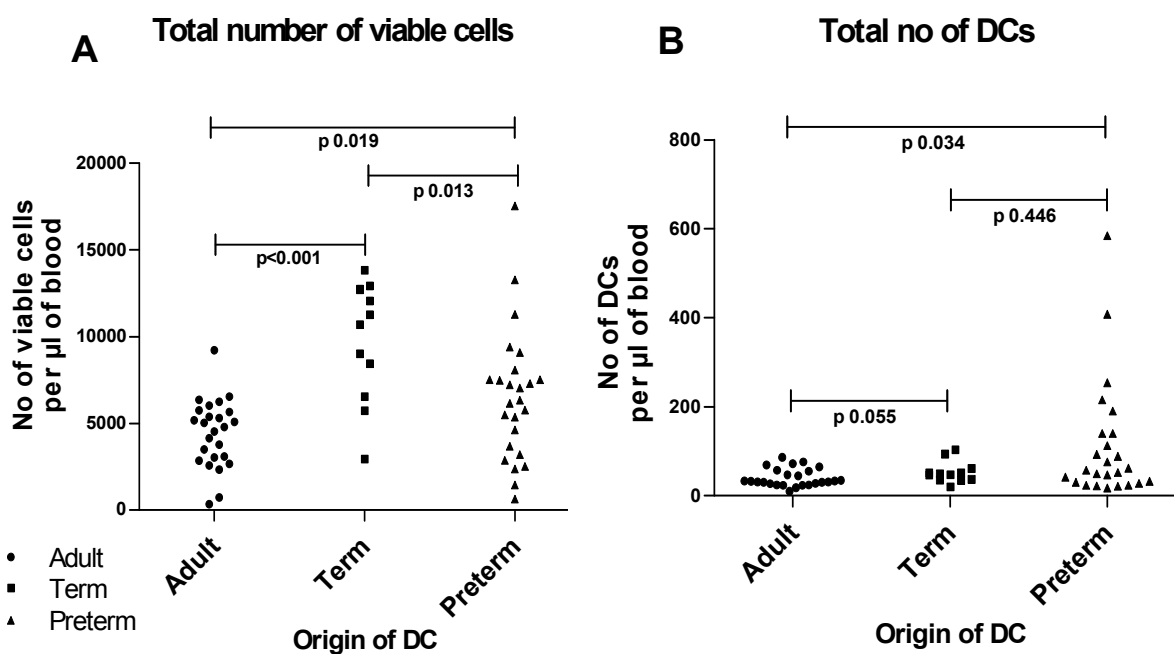 A
Total number of viable cells
p 0.019
p 0.013
p<0.001
No of viable cells
per µl of blood
20000
15000
10000
5000
0
Adult
Term
Preterm
Origin of DC
Adult
Term
Preterm
B
Total no of DCs
p 0.034
p 0.446
p 0.055
No of DCs
per µl of blood
800
600
400
200
0
Adult
Term
Preterm
Origin of DC